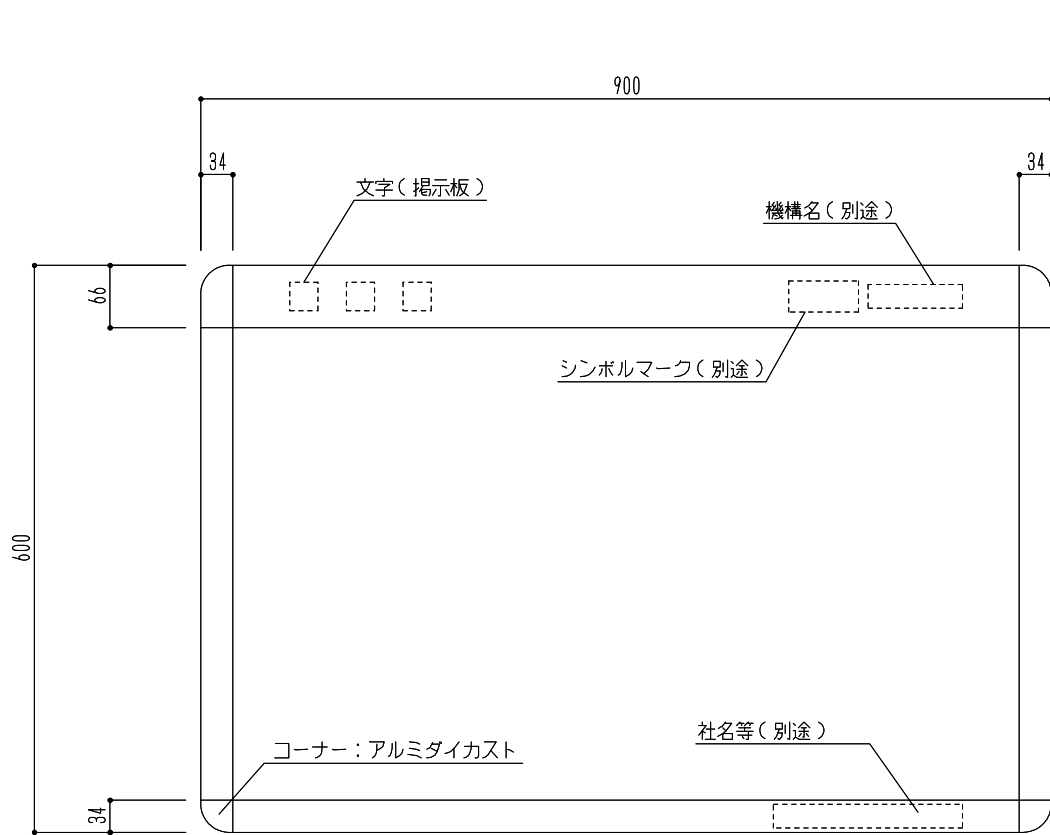 900
34
34
文字(掲示板)
機構名(別途)
66
シンボルマーク(別途)
600
社名等(別途)
コーナー:アルミダイカスト
34